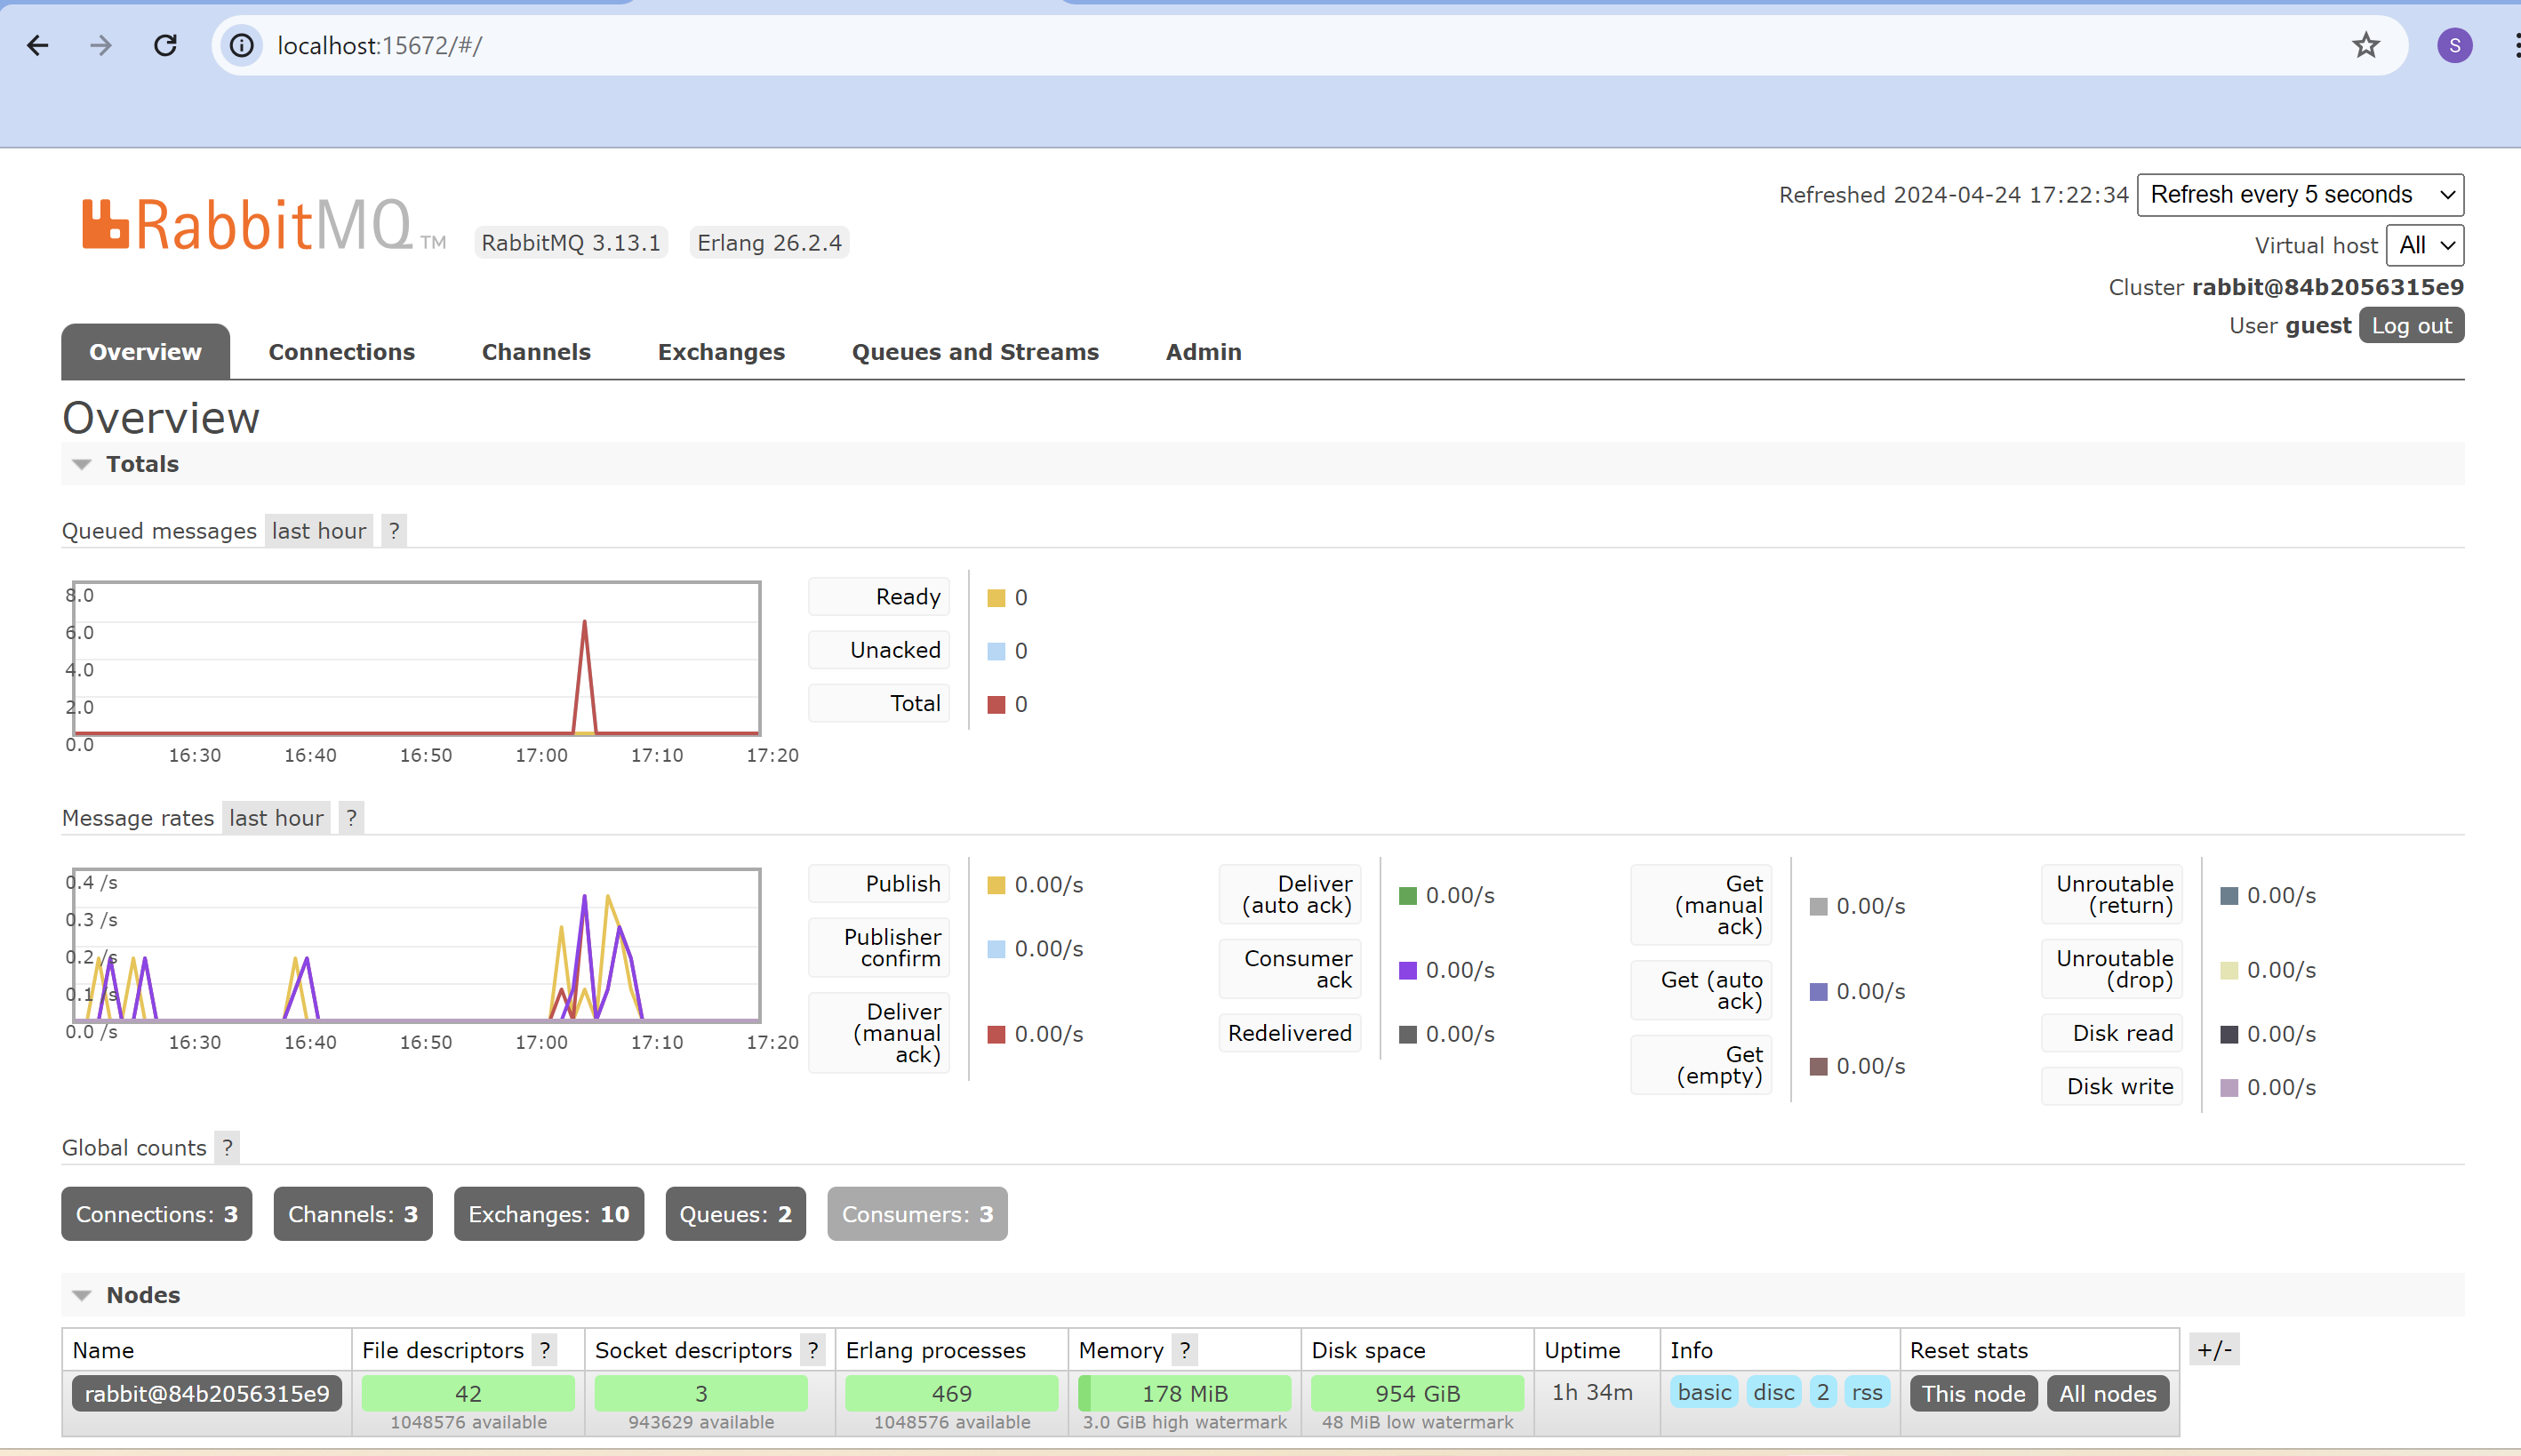 localhost:15672/#/
S
RabbitMQ TM
RabbitMQ 3.13.1 Erlang 26.2.4
Refreshed 2024-04-24 17:22:34 Refresh every 5 seconds
Virtual host All
Cluster rabbit@84b2056315e9
User guest Log out
Overview Connections Channels Exchanges Queues and Streams Admin
Overview
Totals
Queued messages last hour ?
8.0
6.0
4.0
2.0
0.0
16:30 16:40 16:50 17:00 17:10 17:20
Ready 0
Unacked 0
Total 0
Message rates last hour ?
0.4 /s
0.3 /s
0.2 /s
0.1 /s
0.0 /s
16:30 16:40 16:50 17:00 17:10 17:20
Publish 0.00/s
Publisher
confirm 0.00/s
Deliver
(manual
ack) 0.00/s
Deliver
(auto ack) 0.00/s
Consumer
ack 0.00/s
Redelivered 0.00/s
Get
(manual
ack) 0.00/s
Get (auto
ack) 0.00/s
Get
(empty) 0.00/s
Unroutable
(return) 0.00/s
Unroutable
(drop) 0.00/s
Disk read 0.00/s
Disk write 0.00/s
Global counts ?
Connections: 3 Channels: 3 Exchanges: 10 Queues: 2 Consumers: 3
Nodes
Name File descriptors ? Socket descriptors ? Erlang processes Memory ? Disk space Uptime Info Reset stats +/-
rabbit@84b2056315e9 42 3 469 178 MiB 954 GiB 1h 34m basic disc 2 rss This node All nodes
1048576 available 943629 available 1048576 available 3.0 GiB high watermark 48 MiB low watermark